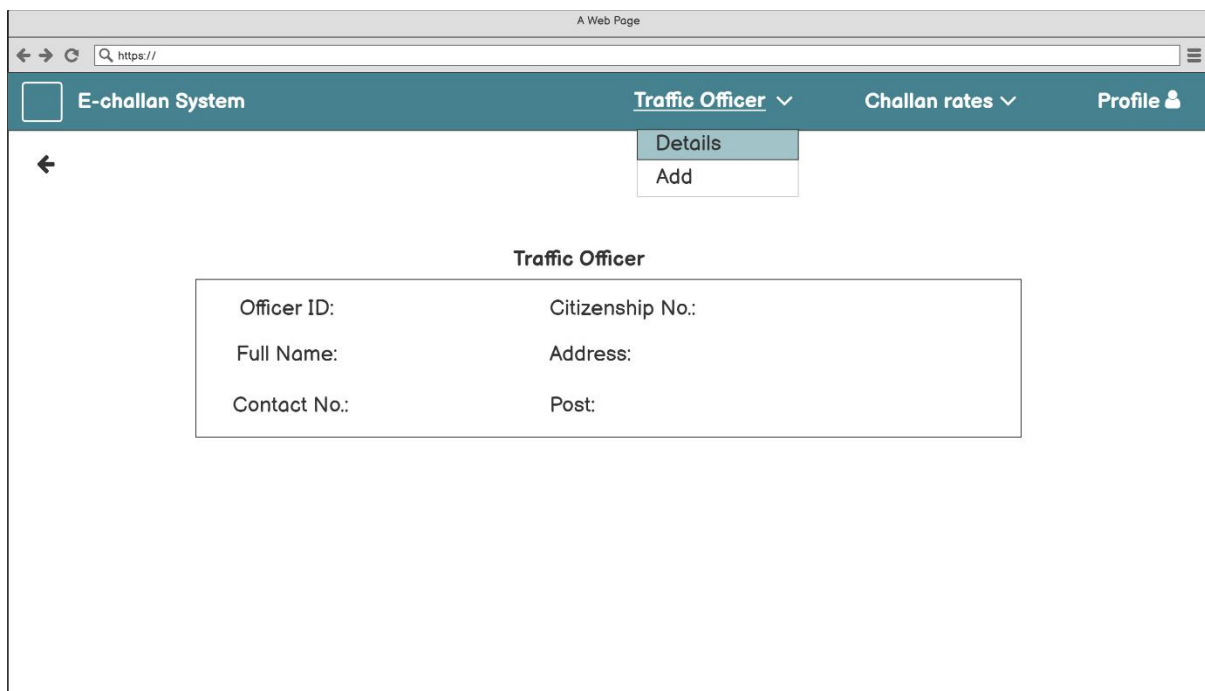 A Web Page
https://
E-challan System Traffic Officer Challan rates Profile
Details
Add
Traffic Officer
Officer ID: Citizenship No.:
Full Name: Address:
Contact No.: Post: